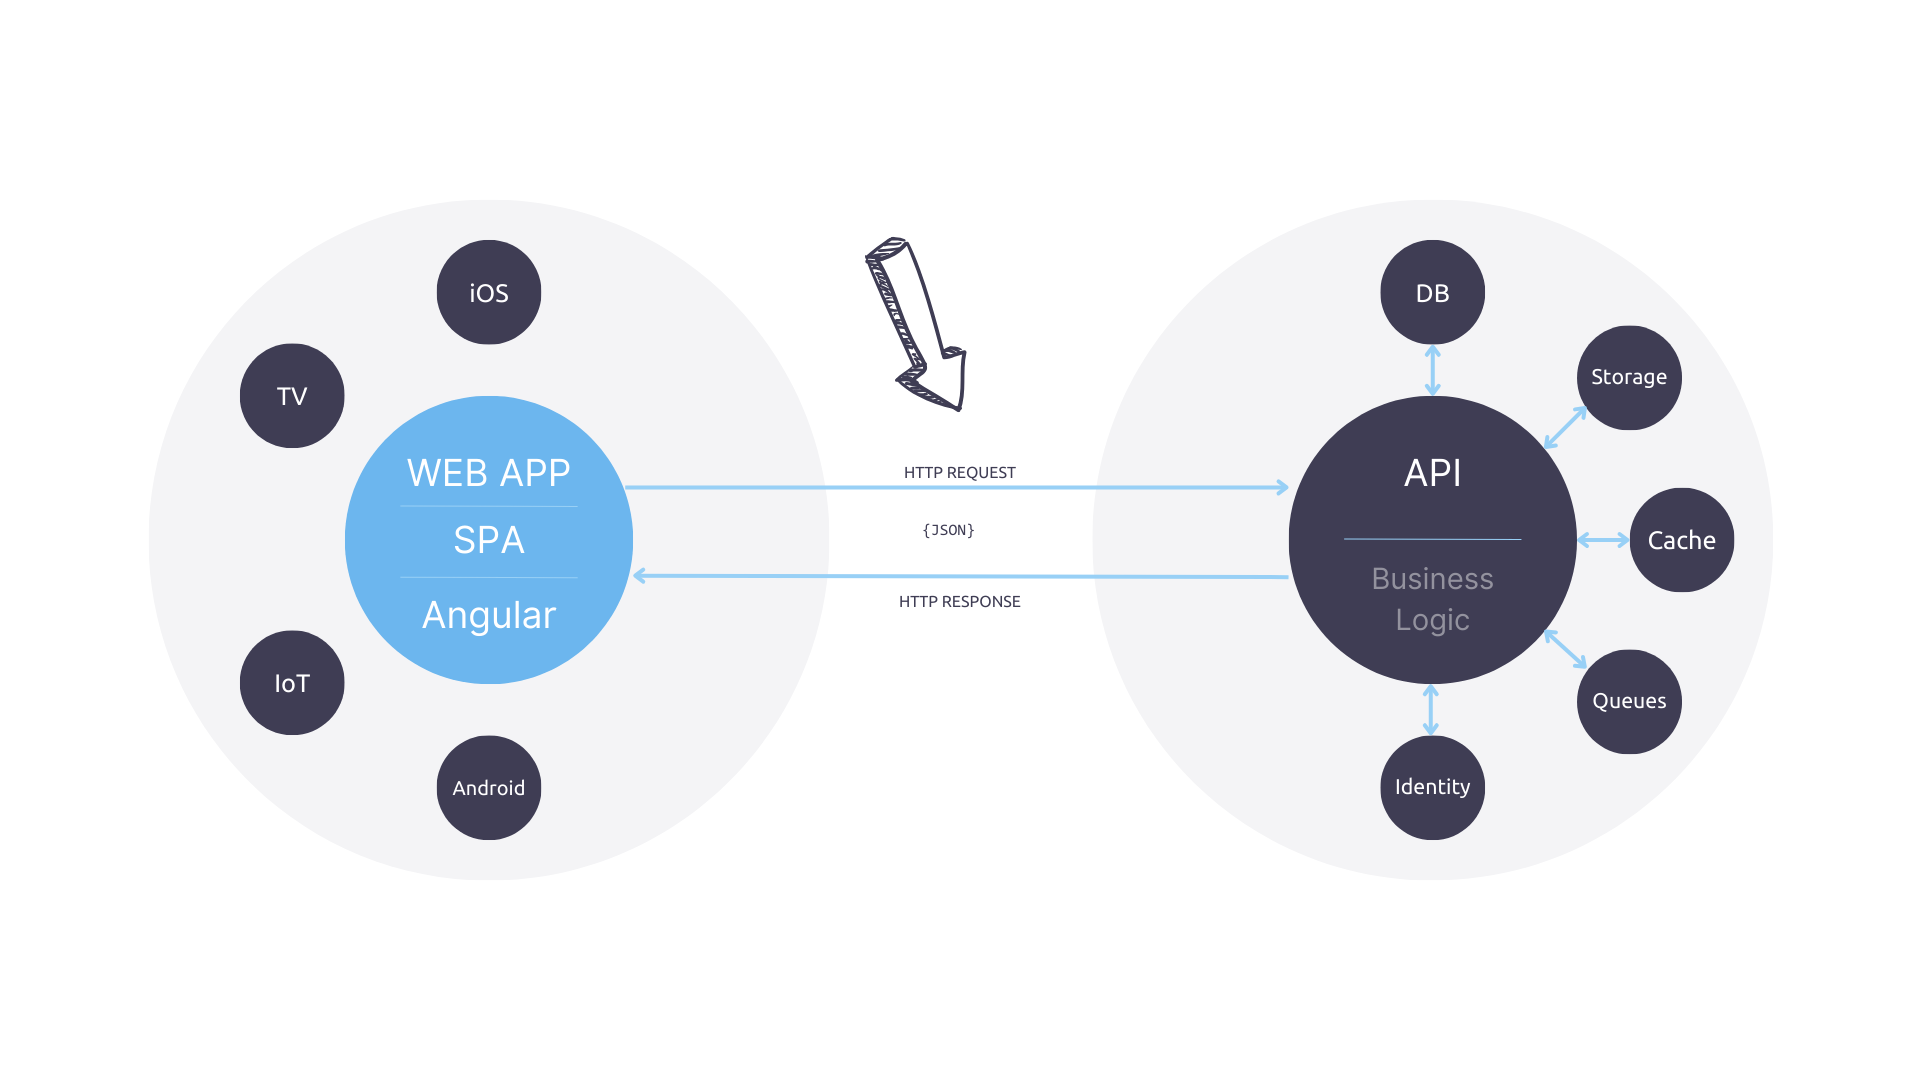 iOS
TV
WEB APP
SPA
Angular
IoT
Android
HTTP REQUEST
{JSON}
HTTP RESPONSE
DB
Storage
API
Cache
Business
Logic
Queues
Identity